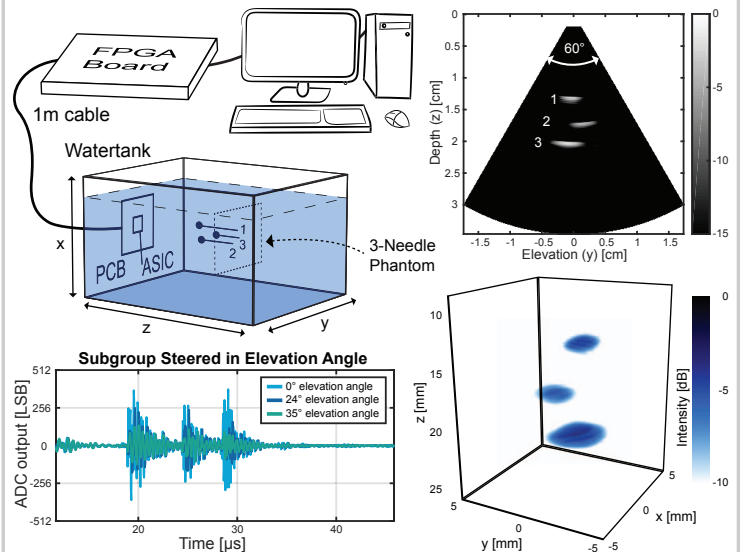 FPGA
Board
1m cable
Watertank
x
PCB
ASIC
1
3
2
z
y
3-Needle
Phantom
0
0.5
1
1.5
2
2.5
3
Depth (z) [cm]
60°
1
2
3
-1.5
-1
-0.5
0
0.5
1
1.5
Elevation (y) [cm]
0
-5
-10
-15
Subgroup Steered in Elevation Angle
512
256
0
-256
-512
ADC output [LSB]
0° elevation angle
24° elevation angle
35° elevation angle
20
30
40
Time [µs]
10
15
20
25
z [mm]
5
0
-5
y [mm]
5
0
-5
x [mm]
0
-5
-10
Intensity [dB]